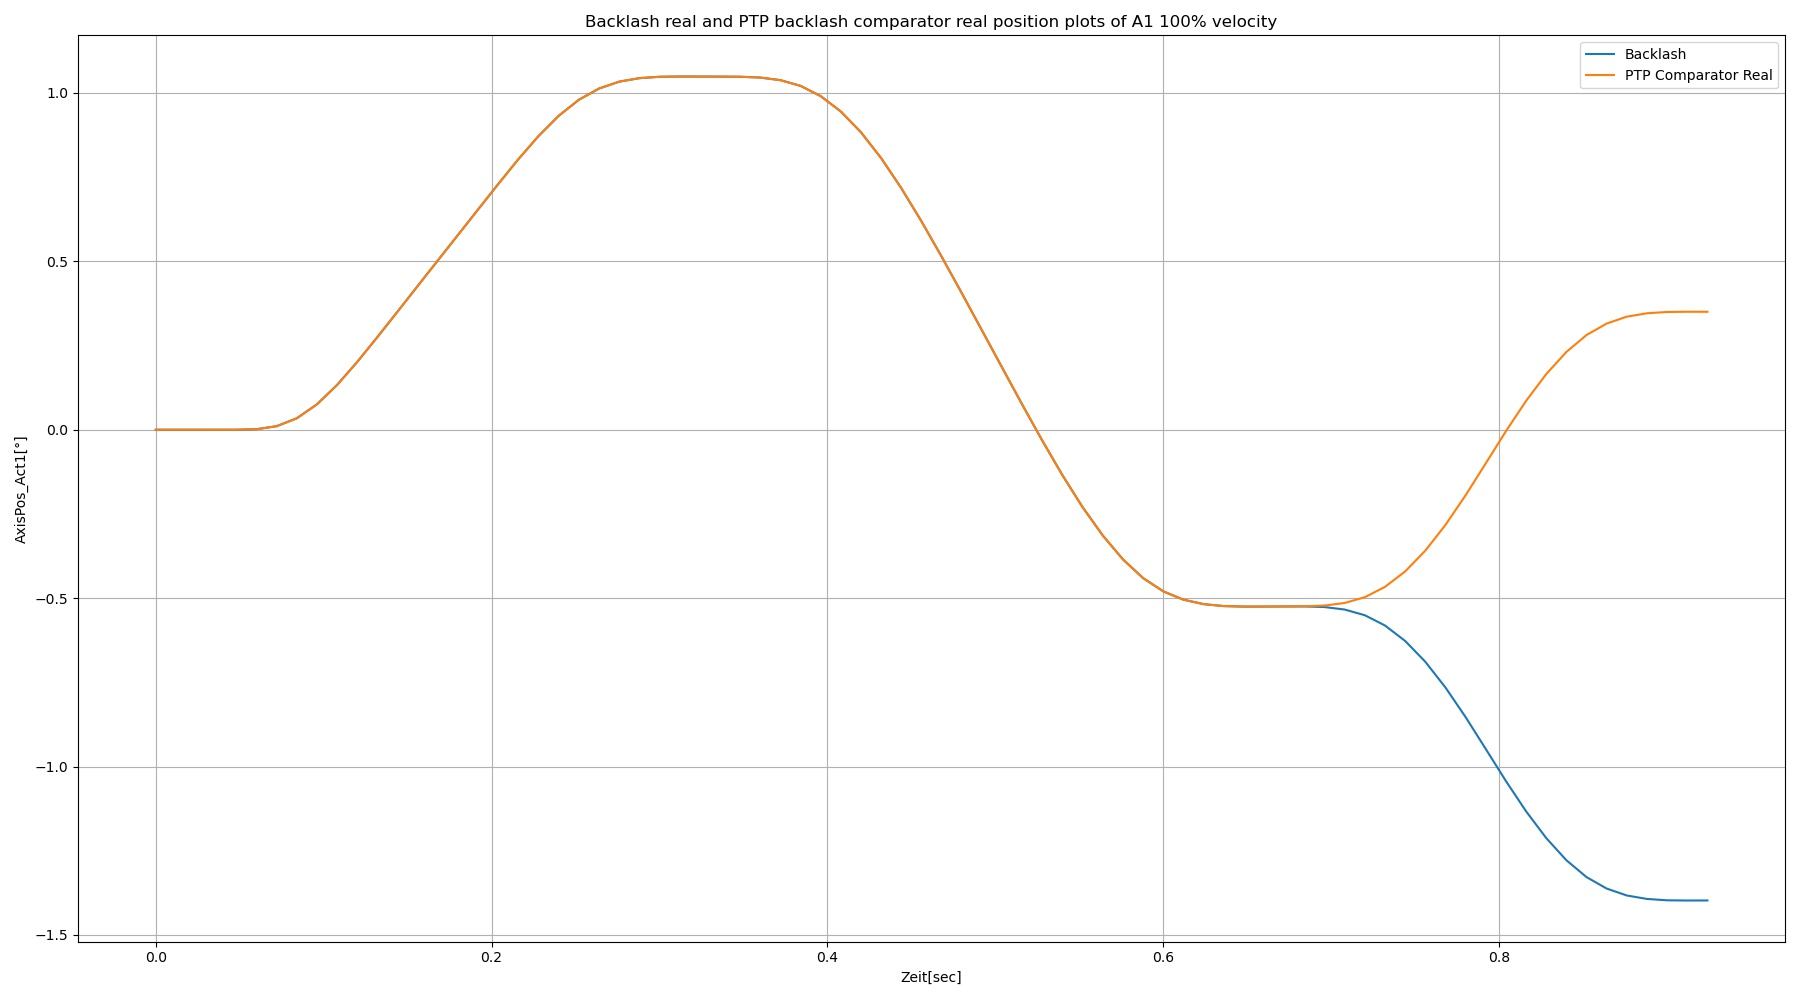 Backlash real and PTP backlash comparator real position plots of A1 100% velocity
Backlash
PTP Comparator Real
AxisPos_Act1[°]
1.0
0.5
0.0
−0.5
−1.0
−1.5
0.0 0.2 0.4 0.6 0.8
Zeit[sec]